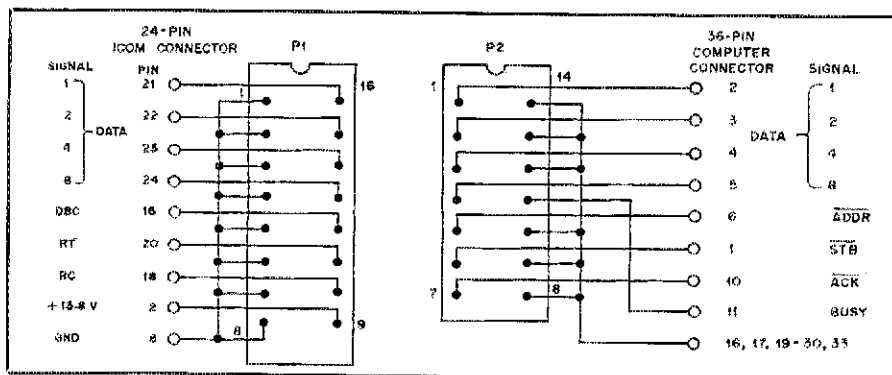 24-PIN
ICOM CONNECTOR
P1
P2
36-PIN
COMPUTER
CONNECTOR
SIGNAL
PIN
SIGNAL
1 21 1 16
2 22
DATA
4 23
8 24
DBC 16
RT 20
RC 18
+13.8 V 2
GND 8 8 9
1 14 2 1
3 2
DATA
4 4
5 8
6 ADDR
1 STB
7 8 10 ACK
11 BUSY
16, 17, 19-30, 33